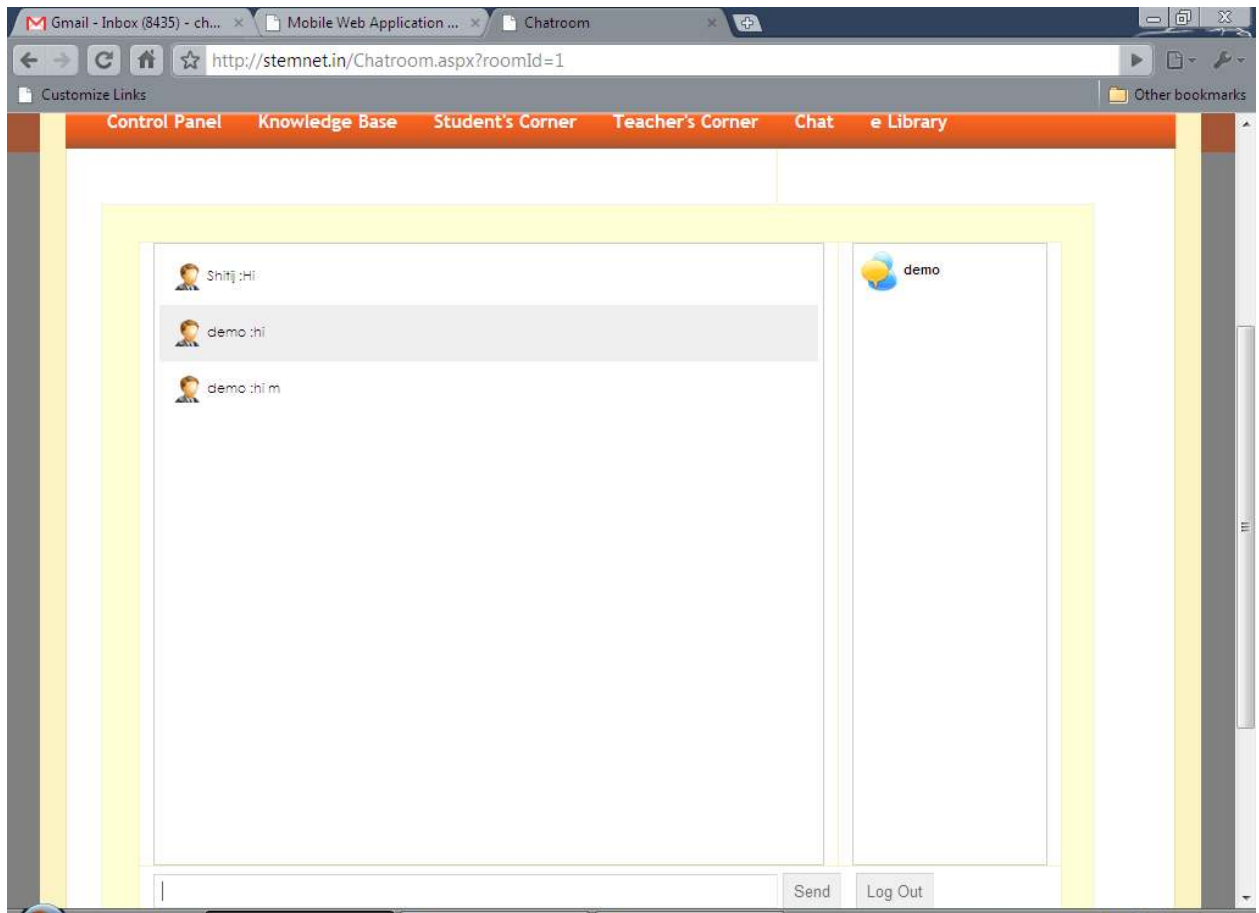 Gmail - Inbox (8435) - ch... Mobile Web Application ... Chatroom
http://stemnet.in/Chatroom.aspx?roomId=1
Customize Links Other bookmarks
Control Panel Knowledge Base Student's Corner Teacher's Corner Chat e Library
Shitij :Hi
demo
demo :hi
demo :hi m
Send Log Out